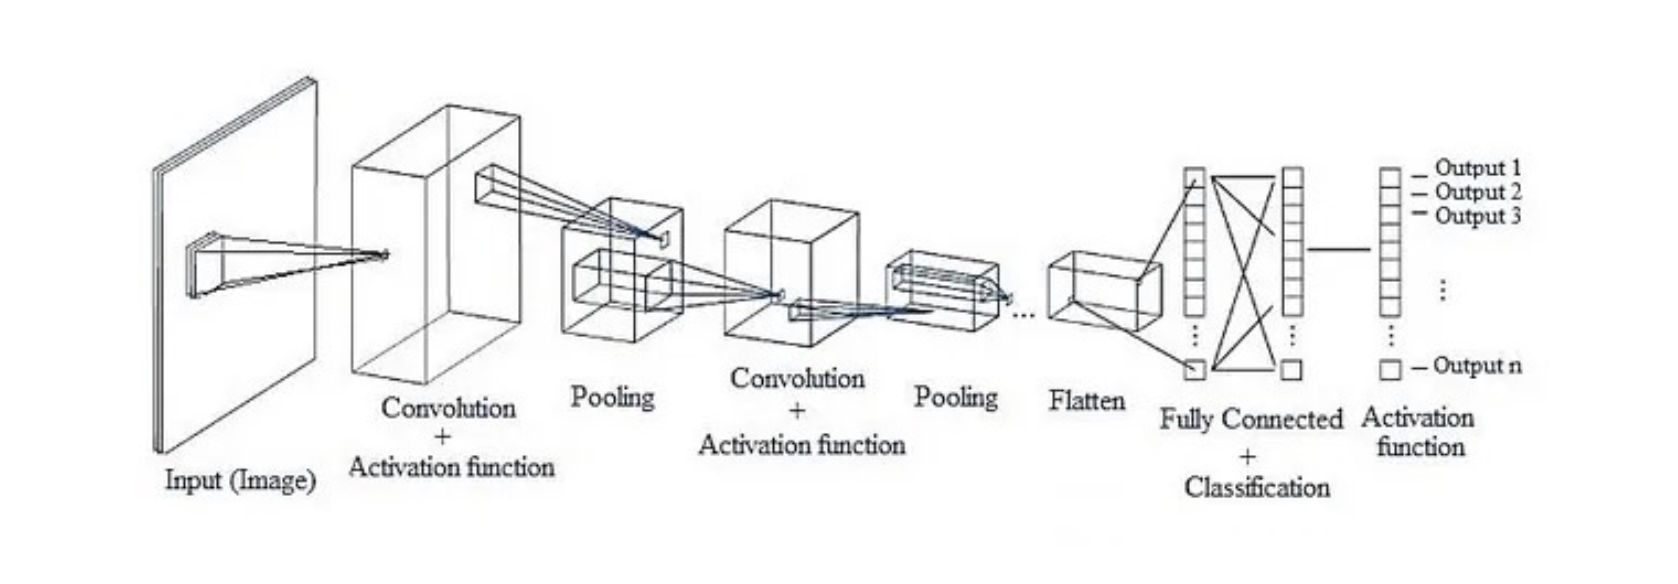 Input (Image)
Convolution
+
Activation function
Pooling
Convolution
+
Activation function
Pooling
...
Flatten
Fully Connected
+
Classification
Activation
function
Output 1
Output 2
Output 3
⋮
Output n